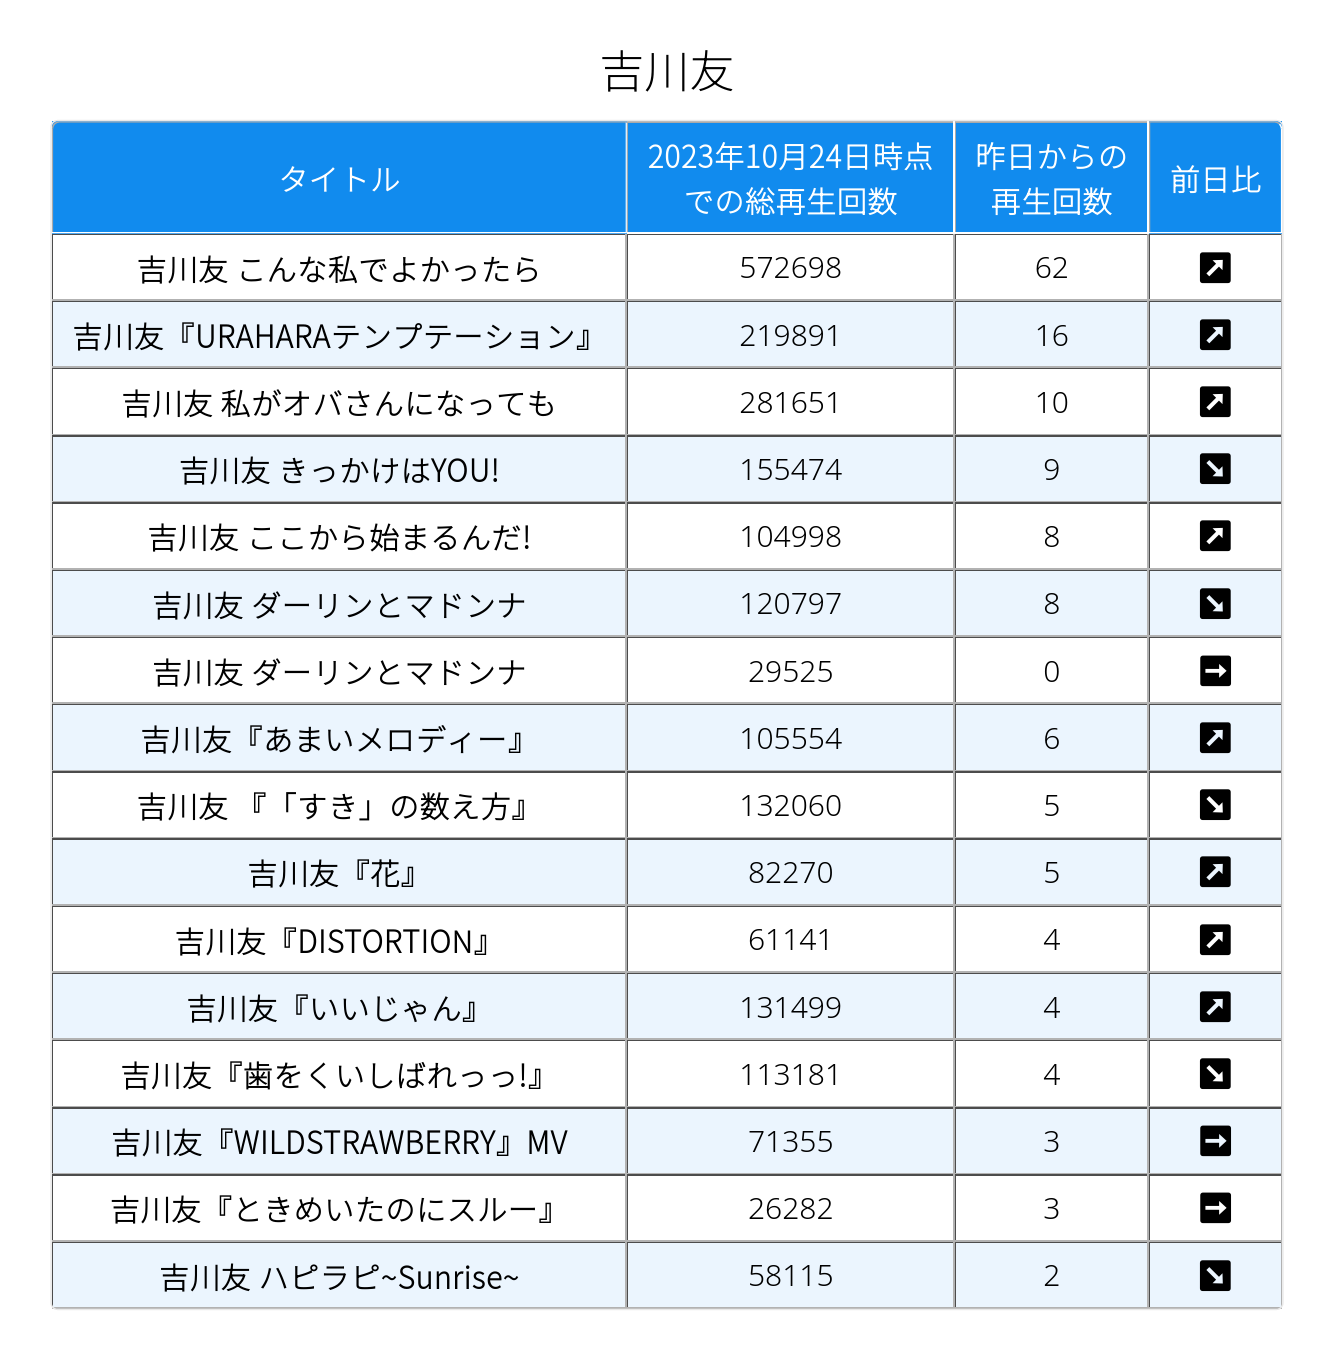 吉川友
タイトル 2023年10月24日時点での総再生回数 昨日からの再生回数 前日比
吉川友 こんな私でよかったら 572698 62 ↗
吉川友『URAHARAテンプテーション』 219891 16 ↗
吉川友 私がオバさんになっても 281651 10 ↗
吉川友 きっかけはYOU! 155474 9 ↘
吉川友 ここから始まるんだ! 104998 8 ↗
吉川友 ダーリンとマドンナ 120797 8 ↘
吉川友 ダーリンとマドンナ 29525 0 →
吉川友『あまいメロディー』 105554 6 ↗
吉川友 『「すき」の数え方』 132060 5 ↘
吉川友『花』 82270 5 ↗
吉川友『DISTORTION』 61141 4 ↗
吉川友『いいじゃん』 131499 4 ↗
吉川友『歯をくいしばれっっ!』 113181 4 ↘
吉川友『WILDSTRAWBERRY』MV 71355 3 →
吉川友『ときめいたのにスルー』 26282 3 →
吉川友 ハピラピ~Sunrise~ 58115 2 ↘